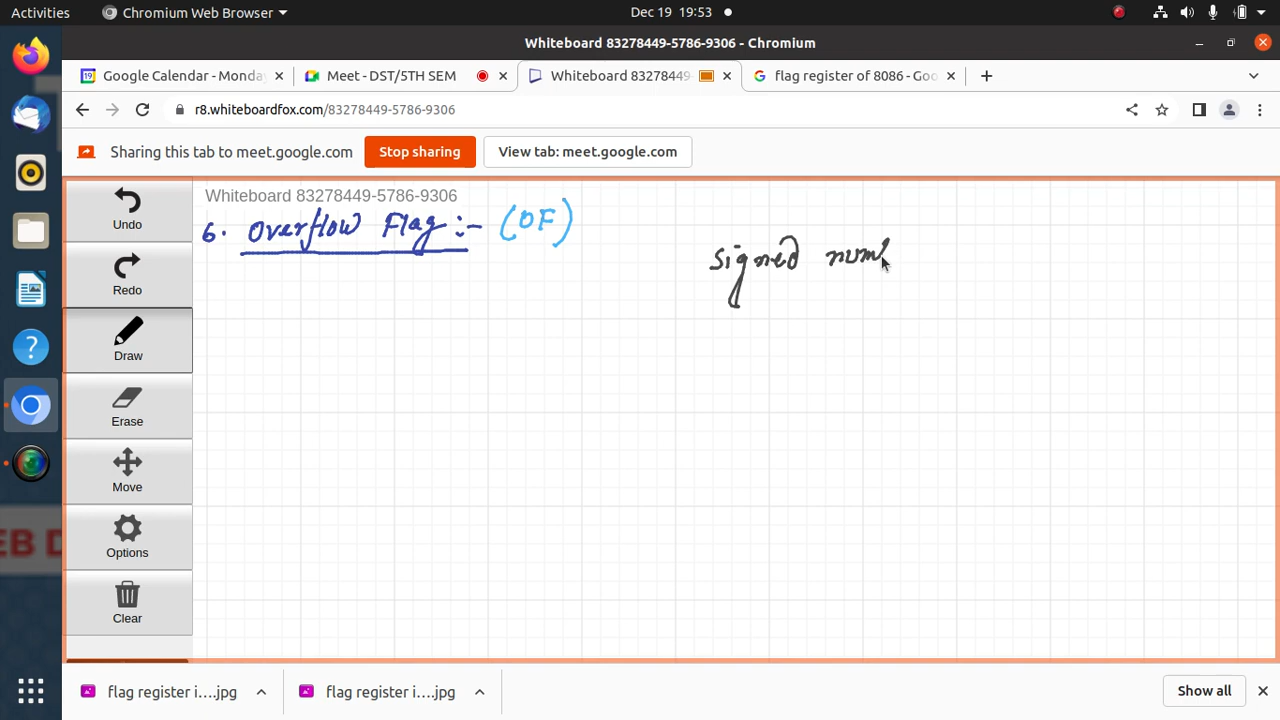 Activities
Chromium Web Browser
Dec 19 19:53
Whiteboard 83278449-5786-9306 - Chromium
19
Google Calendar - Monda
Meet - DST/5TH SEM
Whiteboard 83278449
G flag register of 8086 - Goo
r8.whiteboardfox.com/83278449-5786-9306
Sharing this tab to meet.google.com
Stop sharing
View tab: meet.google.com
Whiteboard 83278449-5786-9306
6. Overflow Flag :- (OF)
signed num
Undo
Redo
Draw
Erase
Move
Options
Clear
EB D
flag register i....jpg
flag register i....jpg
Show all